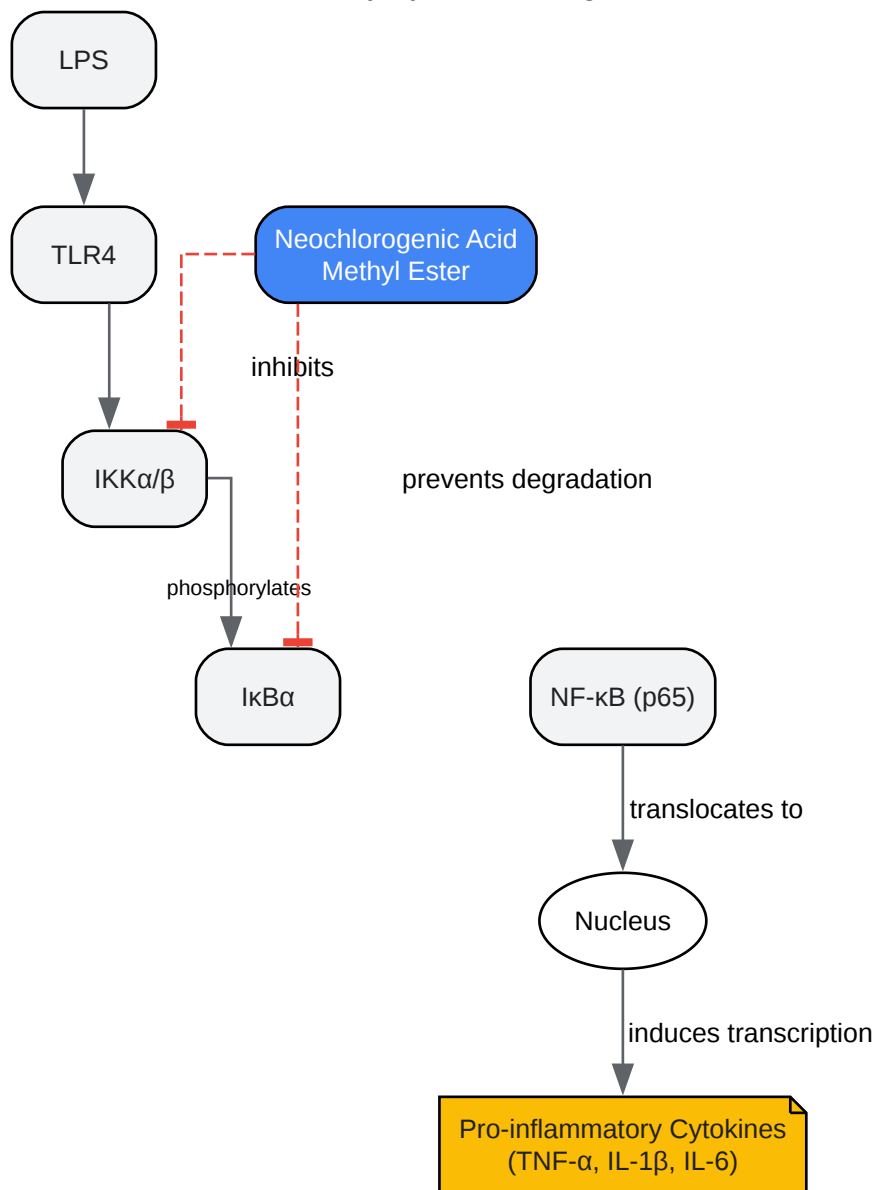 LPS
TLR4
Neochlorogenic Acid
Methyl Ester
inhibits
IKKα/β
prevents degradation
phosphorylates
IκBα
NF-κB (p65)
translocates to
Nucleus
induces transcription
Pro-inflammatory Cytokines
(TNF-α, IL-1β, IL-6)